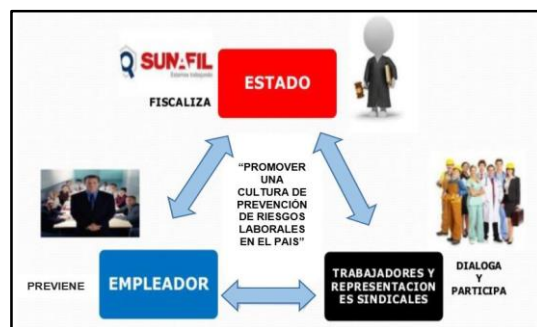 SUNAFIL
ESTADO
FISCALIZA
"PROMOVER
UNA
CULTURA DE
PREVENCIÓN
DE RIESGOS
LABORALES
EN EL PAIS"
PREVIENE
EMPLEADOR
TRABAJADORES Y
REPRESENTACION
ES SINDICALES
DIALOGA
Y
PARTICIPA